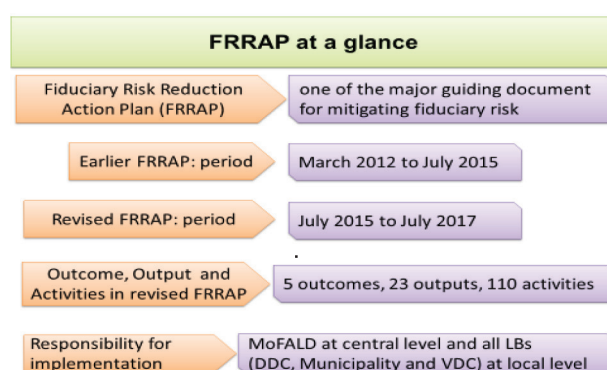 FRRAP at a glance
Fiduciary Risk Reduction
Action Plan (FRRAP)
one of the major guiding document
for mitigating fiduciary risk
Earlier FRRAP: period
March 2012 to July 2015
Revised FRRAP: period
July 2015 to July 2017
Outcome, Output and
Activities in revised FRRAP
5 outcomes, 23 outputs, 110 activities
Responsibility for
implementation
MoFALD at central level and all LBs
(DDC, Municipality and VDC) at local level